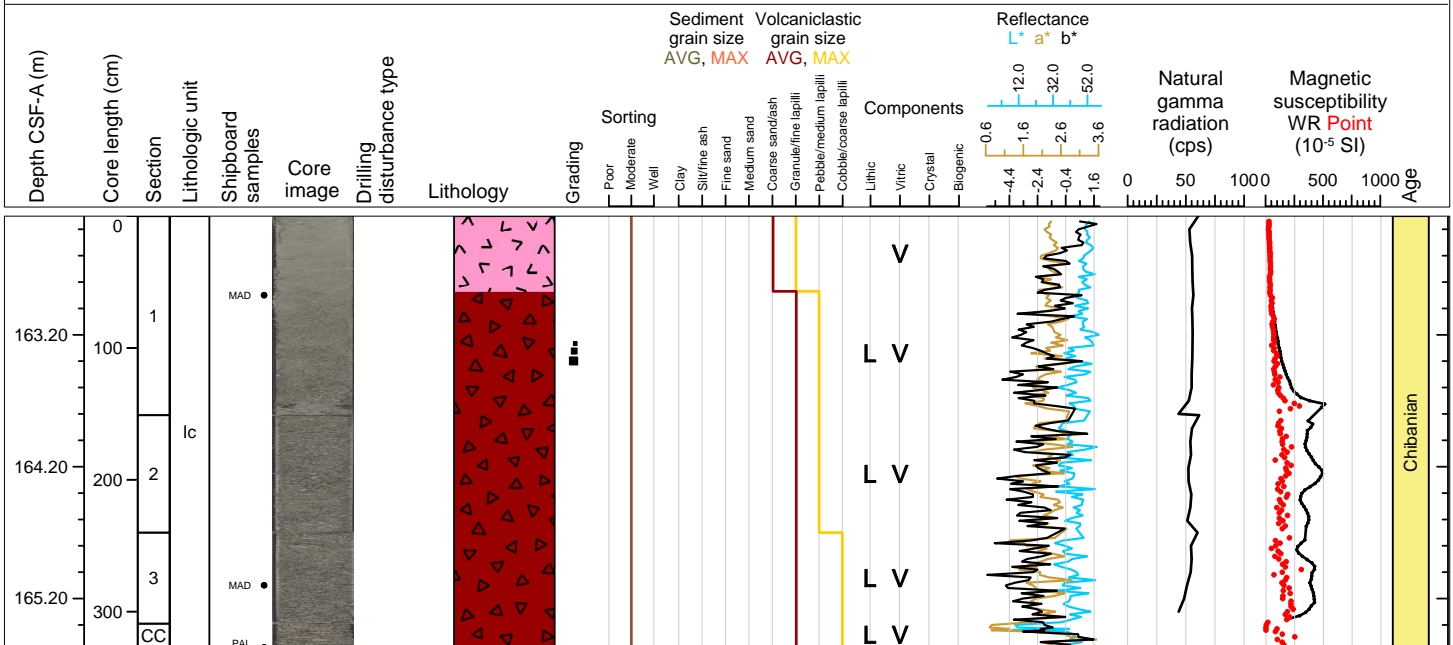 Sediment grain size
AVG, MAX
Volcaniclastic grain size
AVG, MAX
Reflectance
L* a* b*
Depth CSF-A (m)
Core length (cm)
Section
Lithologic unit
Shipboard samples
Core image
Drilling disturbance type
Lithology
Grading
Sorting
Poor
Moderate
Well
Clay
Silt/fine ash
Fine sand
Medium sand
Coarse sand/ash
Granule/fine lapilli
Pebble/medium lapilli
Cobble/coarse lapilli
Components
Lithic
Vitric
Crystal
Biogenic
12.0 32.0 52.0
0.6 1.6 2.6 3.6
-4.4 -2.4 -0.4 1.6
Natural gamma radiation (cps)
0 50 100
Magnetic susceptibility
WR Point
(10-5 SI)
0 500 1000
Age
0
1
MAD
V
163.20
100
L V
Ic
Chibanian
164.20
200
2
L V
3
MAD
L V
165.20
300
CC
PAL
L V